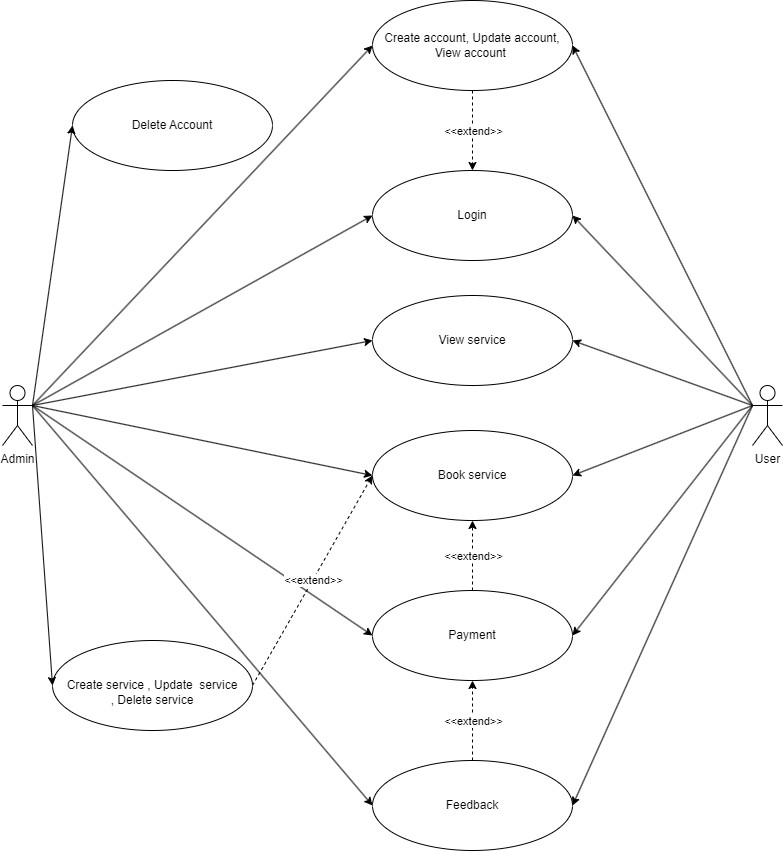 Create account, Update account,
View account
Delete Account
<<extend>>
Login
View service
Admin
User
Book service
<<extend>>
<<extend>>
Payment
Create service , Update  service
, Delete service
<<extend>>
Feedback